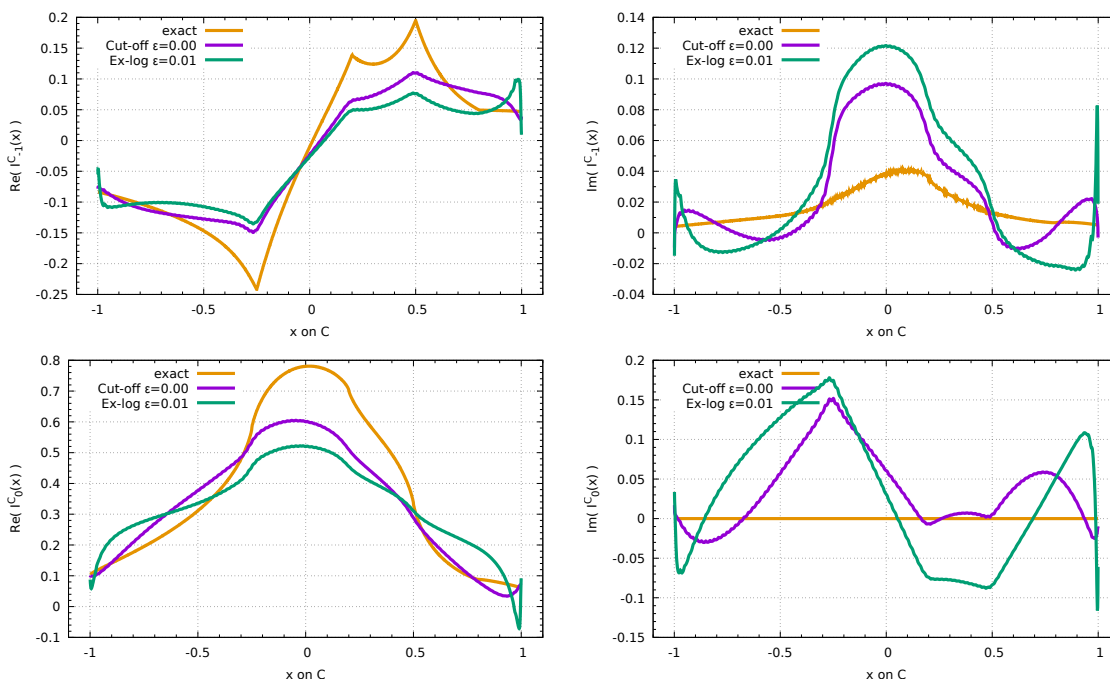 0.2
0.15
0.1
0.05
0
-0.05
-0.1
-0.15
-0.2
-0.25
-1
-0.5
0
0.5
1
Re( I^C_-1(x) )
x on C
exact
Cut-off ε=0.00
Ex-log ε=0.01
0.14
0.12
0.1
0.08
0.06
0.04
0.02
0
-0.02
-0.04
-1
-0.5
0
0.5
1
Im( I^C_-1(x) )
x on C
exact
Cut-off ε=0.00
Ex-log ε=0.01
0.8
0.7
0.6
0.5
0.4
0.3
0.2
0.1
0
-0.1
-1
-0.5
0
0.5
1
Re( I^C_0(x) )
x on C
exact
Cut-off ε=0.00
Ex-log ε=0.01
0.2
0.15
0.1
0.05
0
-0.05
-0.1
-0.15
-1
-0.5
0
0.5
1
Im( I^C_0(x) )
x on C
exact
Cut-off ε=0.00
Ex-log ε=0.01